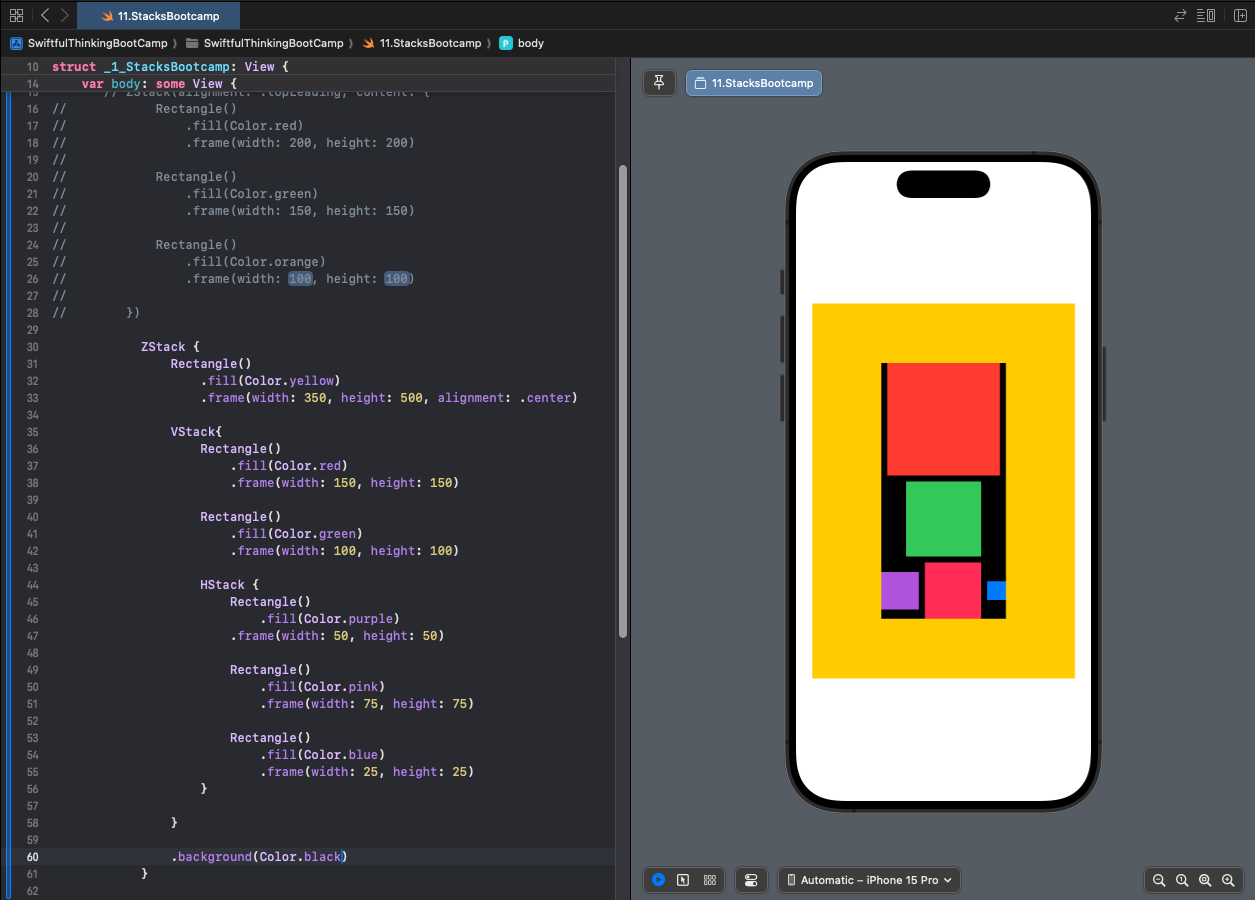 11.StacksBootcamp
SwiftfulThinkingBootCamp 〉 SwiftfulThinkingBootCamp 〉 11.StacksBootcamp 〉 P body
10 struct _1_StacksBootcamp: View {
14 var body: some View {
15 // ZStack(alignment: .topLeading, content: {
16 // Rectangle()
17 // .fill(Color.red)
18 // .frame(width: 200, height: 200)
19 //
20 // Rectangle()
21 // .fill(Color.green)
22 // .frame(width: 150, height: 150)
23 //
24 // Rectangle()
25 // .fill(Color.orange)
26 // .frame(width: 100, height: 100)
27 //
28 // })
29
30 ZStack {
31 Rectangle()
32 .fill(Color.yellow)
33 .frame(width: 350, height: 500, alignment: .center)
34
35 VStack{
36 Rectangle()
37 .fill(Color.red)
38 .frame(width: 150, height: 150)
39
40 Rectangle()
41 .fill(Color.green)
42 .frame(width: 100, height: 100)
43
44 HStack {
45 Rectangle()
46 .fill(Color.purple)
47 .frame(width: 50, height: 50)
48
49 Rectangle()
50 .fill(Color.pink)
51 .frame(width: 75, height: 75)
52
53 Rectangle()
54 .fill(Color.blue)
55 .frame(width: 25, height: 25)
56 }
57
58 }
59
60 .background(Color.black)
61 }
62
11.StacksBootcamp
Automatic – iPhone 15 Pro